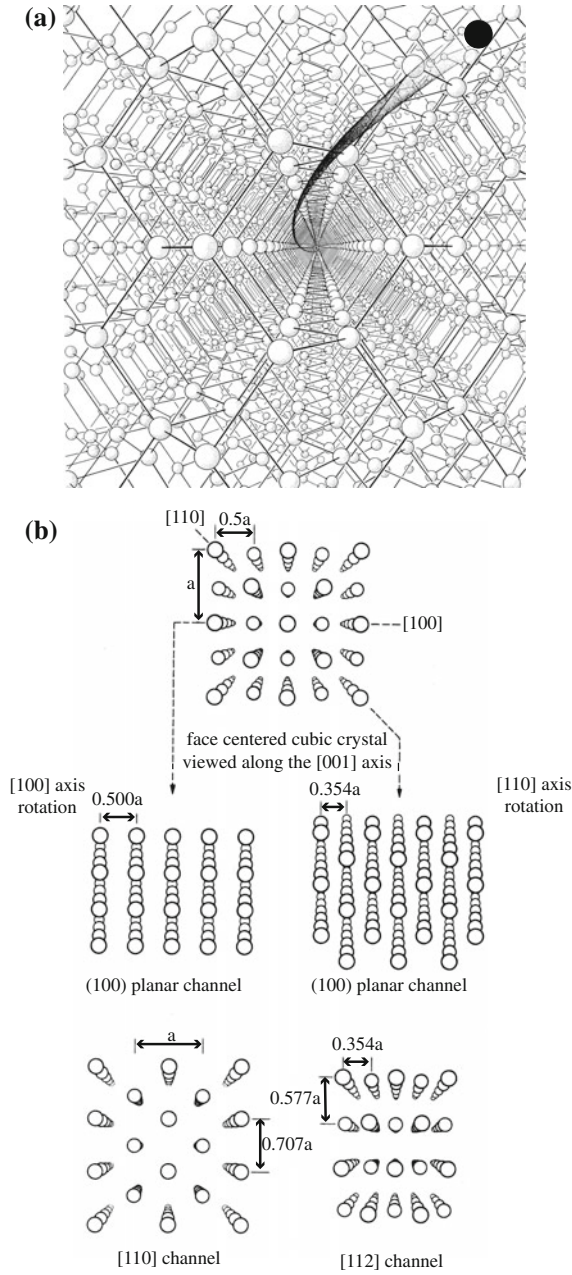 (a)
(b)
[110]
0.5a
a
[100]
face centered cubic crystal
viewed along the [001] axis
[100] axis
rotation
0.500a
0.354a
[110] axis
rotation
(100) planar channel
(100) planar channel
a
0.707a
0.354a
0.577a
[110] channel
[112] channel